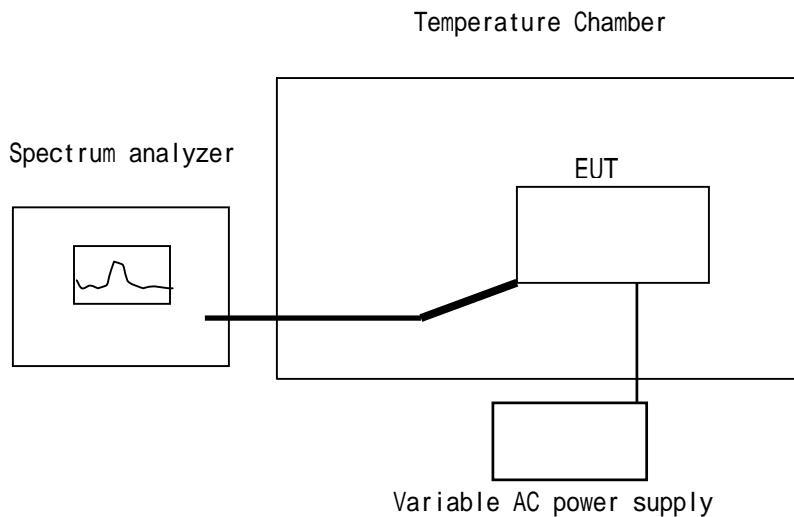 Temperature Chamber
Spectrum analyzer
EUT
Variable AC power supply